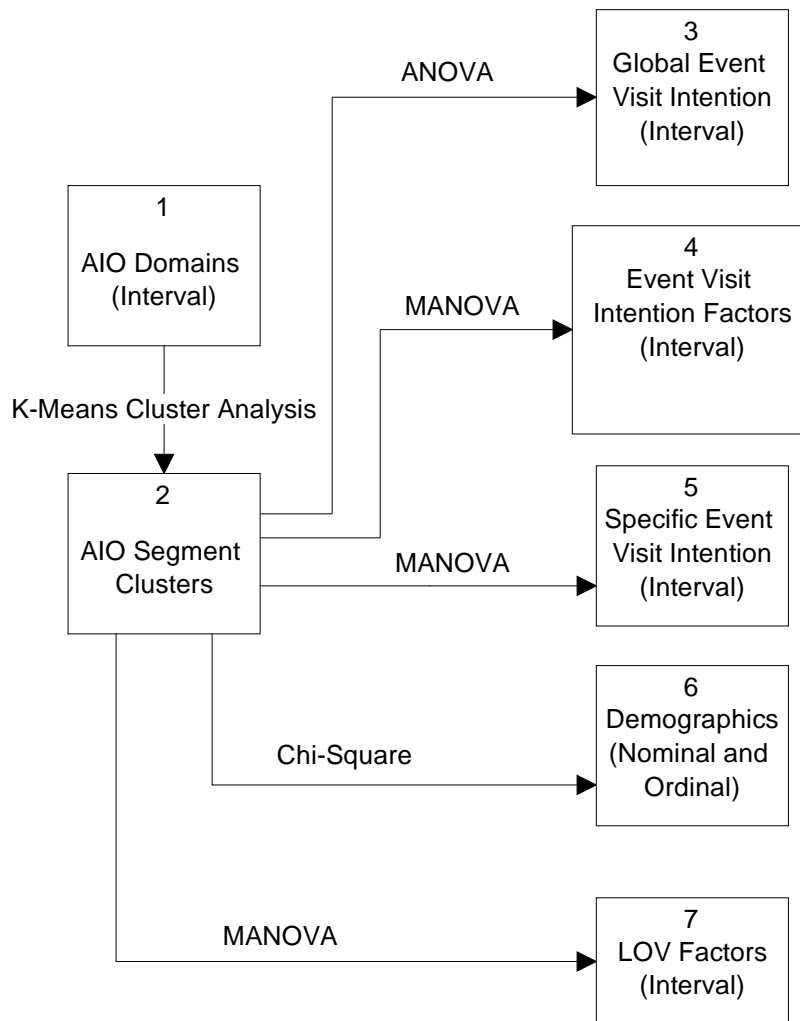 3
Global Event
Visit Intention
(Interval)
ANOVA
1
AIO Domains
(Interval)
4
Event Visit
Intention Factors
(Interval)
MANOVA
K-Means Cluster Analysis
2
AIO Segment
Clusters
5
Specific Event
Visit Intention
(Interval)
MANOVA
6
Demographics
(Nominal and
Ordinal)
Chi-Square
7
LOV Factors
(Interval)
MANOVA